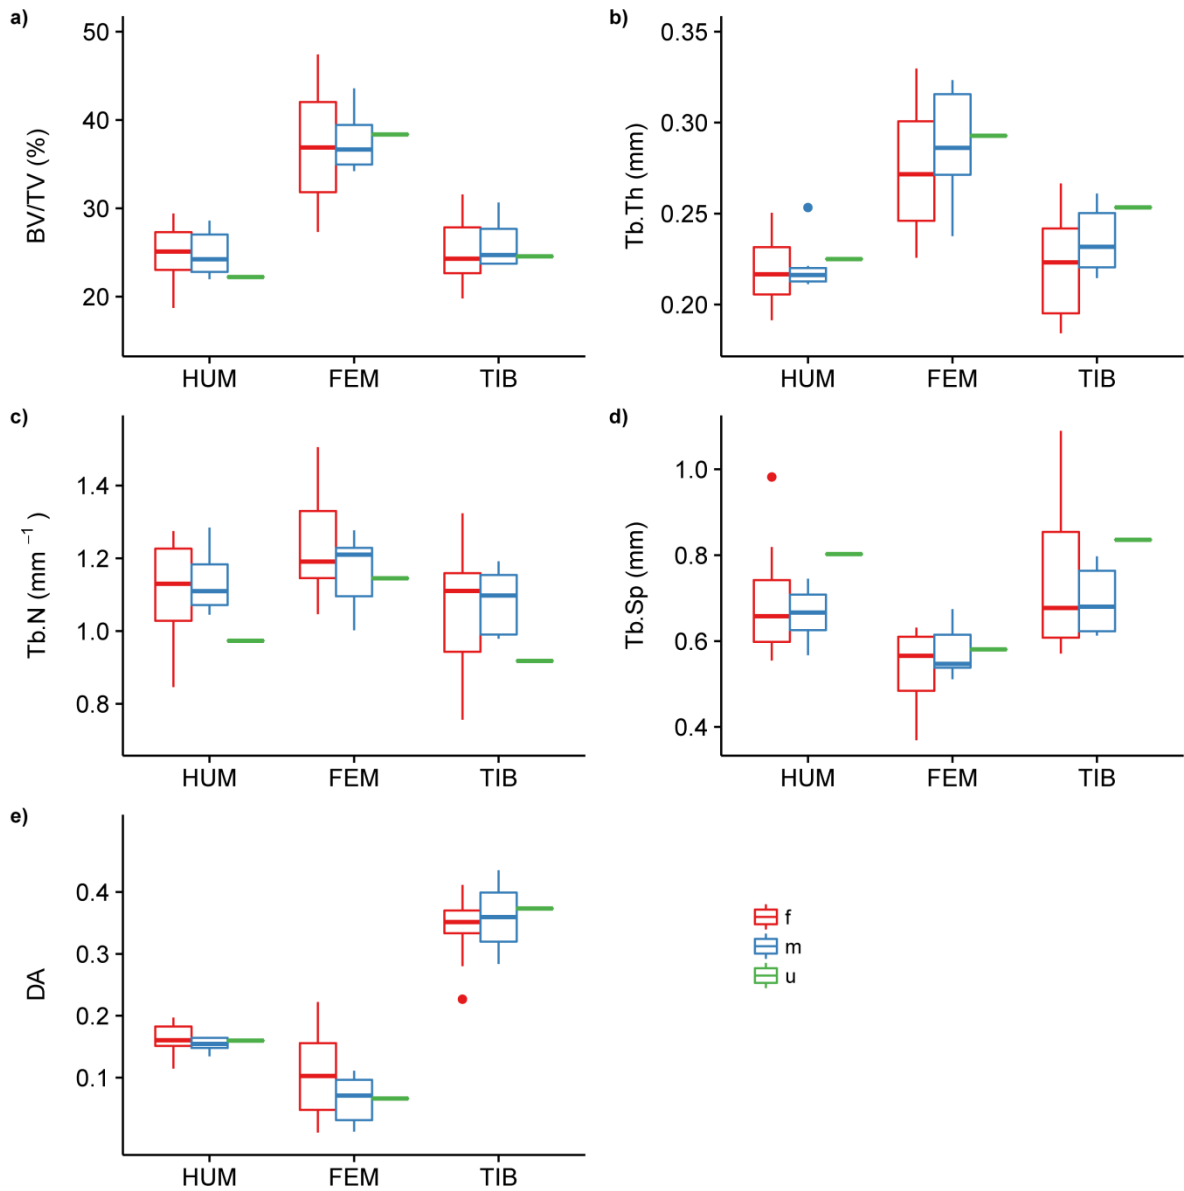 a)
50
40
30
20
BV/TV (%)
HUM FEM TIB
b)
0.35
0.30
0.25
0.20
Tb.Th (mm)
HUM FEM TIB
c)
1.4
1.2
1.0
0.8
Tb.N (mm⁻¹)
HUM FEM TIB
d)
1.0
0.8
0.6
0.4
Tb.Sp (mm)
HUM FEM TIB
e)
0.4
0.3
0.2
0.1
DA
HUM FEM TIB
f
m
u